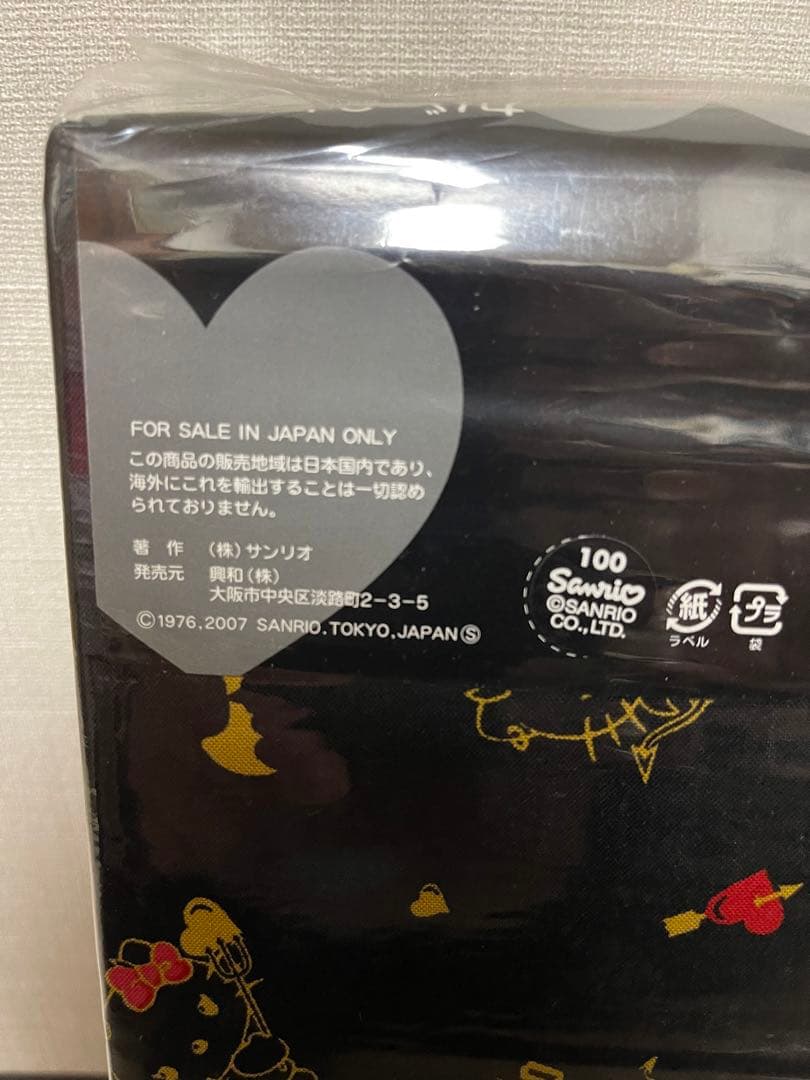 FOR SALE IN JAPAN ONLY
この商品の販売地域は日本国内であり、
海外にこれを輸出することは一切認め
られておりません。
著　作　（株）サンリオ
発売元　興和（株）
大阪市中央区淡路町2－3－5
©1976,2007 SANRIO,TOKYO,JAPAN Ⓢ
100
Sanrio
©SANRIO
CO.,LTD.
紙
ラベル
プラ
袋